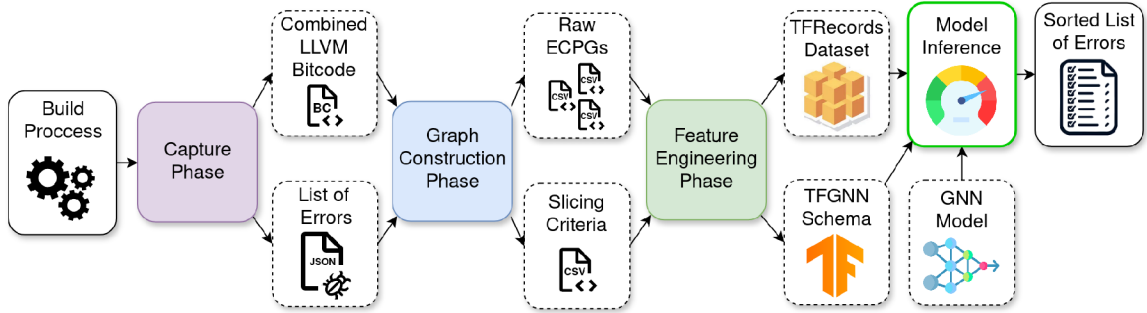 Build
Proccess
Capture
Phase
Combined
LLVM
Bitcode
BC
List of
Errors
JSON
Graph
Construction
Phase
Raw
ECPGs
CSV
CSV
CSV
Slicing
Criteria
CSV
Feature
Engineering
Phase
TFRecords
Dataset
TFGNN
Schema
Model
Inference
GNN
Model
Sorted List
of Errors